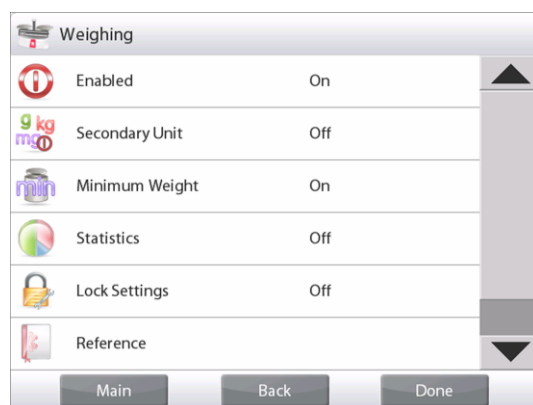 Weighing
Enabled On
g kg
mg
Secondary Unit Off
min
Minimum Weight On
Statistics Off
Lock Settings Off
Reference
Main Back Done